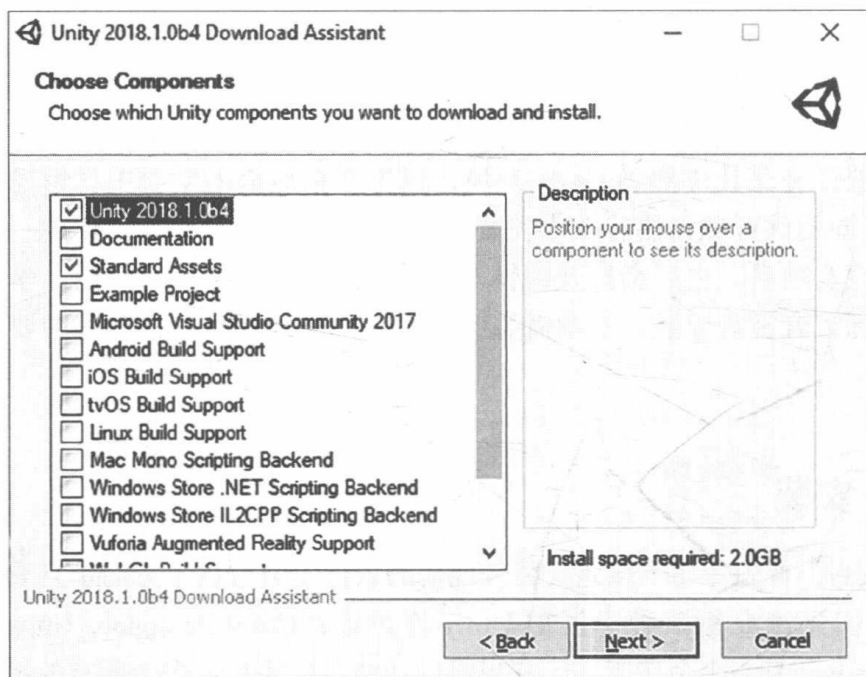 Unity 2018.1.0b4 Download Assistant
Choose Components
Choose which Unity components you want to download and install.
Unity 2018.1.0b4
Documentation
Standard Assets
Example Project
Microsoft Visual Studio Community 2017
Android Build Support
iOS Build Support
tvOS Build Support
Linux Build Support
Mac Mono Scripting Backend
Windows Store .NET Scripting Backend
Windows Store IL2CPP Scripting Backend
Vuforia Augmented Reality Support
Description
Position your mouse over a
component to see its description.
Install space required: 2.0GB
Unity 2018.1.0b4 Download Assistant
< Back
Next >
Cancel